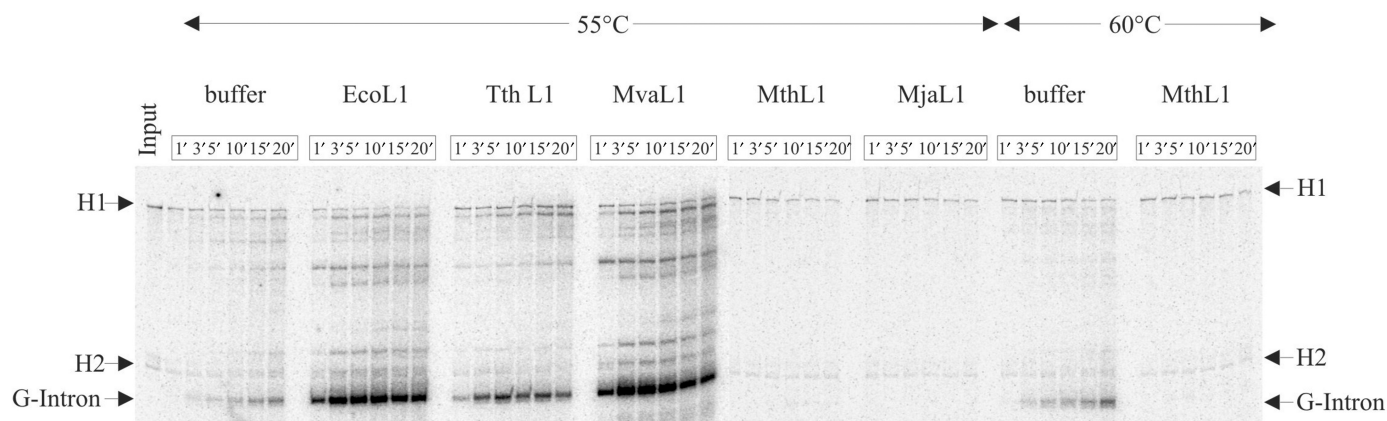 55°C 60°C
buffer EcoL1 Tth L1 MvaL1 MthL1 MjaL1 buffer MthL1
Input
1′ 3′5′ 10′15′20′ 1′ 3′5′ 10′15′20′ 1′ 3′5′ 10′15′20′ 1′ 3′5′ 10′15′20′ 1′ 3′5′ 10′15′20′ 1′ 3′5′ 10′15′20′ 1′ 3′5′ 10′15′20′ 1′ 3′5′ 10′15′20′
H1 H1
H2 H2
G-Intron G-Intron